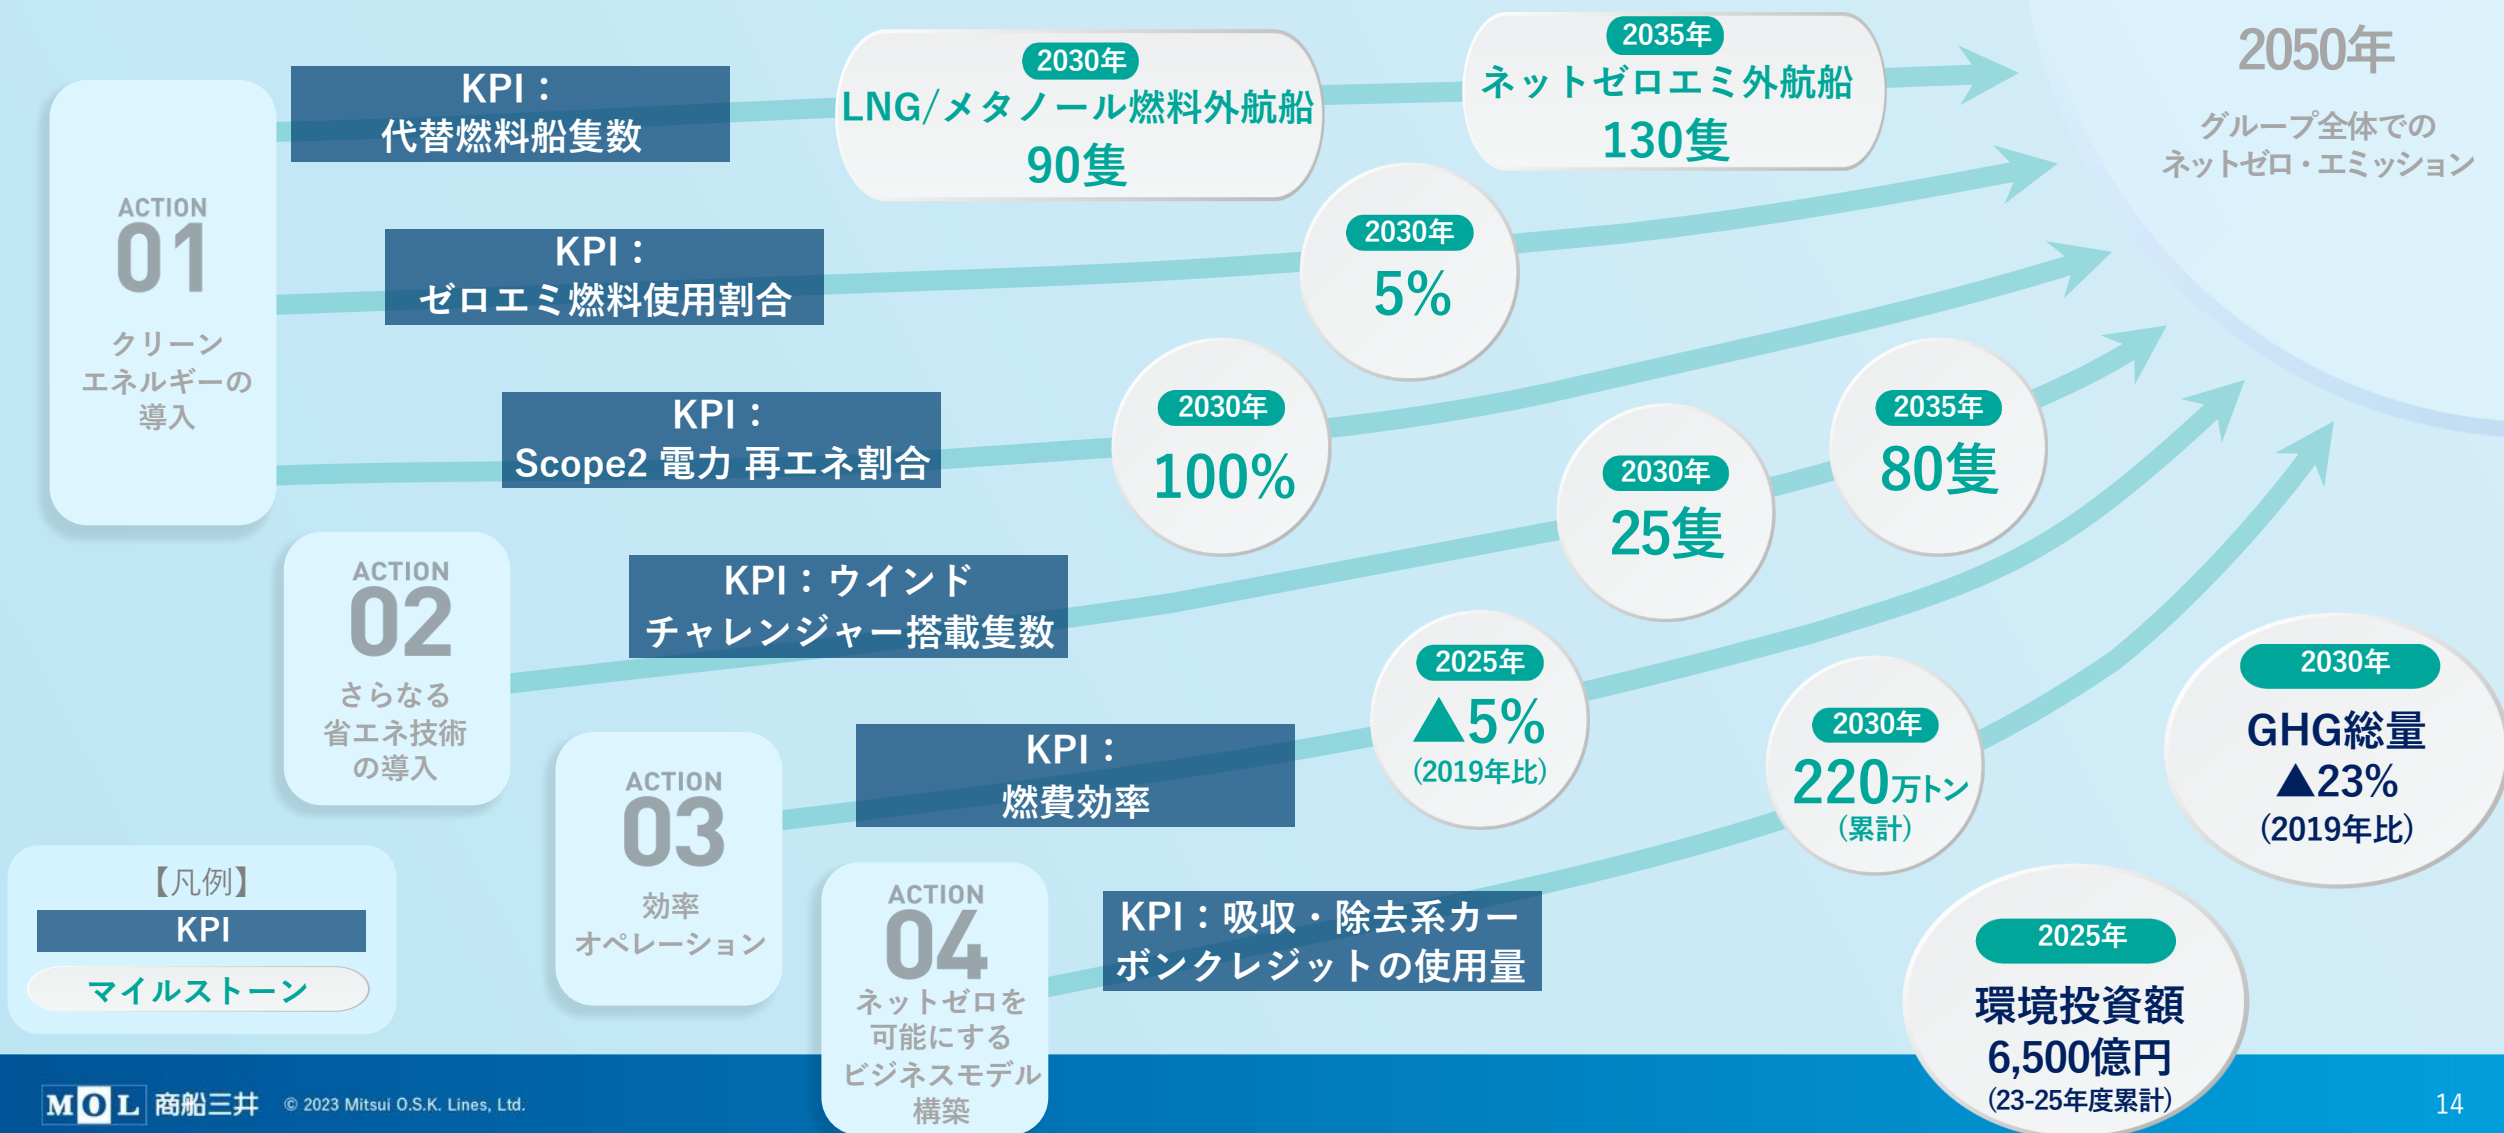 ACTION
01
クリーン
エネルギーの
導入
KPI：
代替燃料船隻数
2030年
LNG/メタノール燃料外航船
90隻
2035年
ネットゼロエミ外航船
130隻
2050年
グループ全体での
ネットゼロ・エミッション
KPI：
ゼロエミ燃料使用割合
2030年
5%
KPI：
Scope2 電力 再エネ割合
2030年
100%
ACTION
02
さらなる
省エネ技術
の導入
KPI：ウインド
チャレンジャー搭載隻数
2030年
25隻
2035年
80隻
ACTION
03
効率
オペレーション
KPI：
燃費効率
2025年
▲5%
(2019年比)
ACTION
04
ネットゼロを
可能にする
ビジネスモデル
構築
KPI：吸収・除去系カー
ボンクレジットの使用量
2030年
220万トン
(累計)
2030年
GHG総量
▲23%
(2019年比)
2025年
環境投資額
6,500億円
(23-25年度累計)
【凡例】
KPI
マイルストーン
MOL 商船三井 © 2023 Mitsui O.S.K. Lines, Ltd.
14